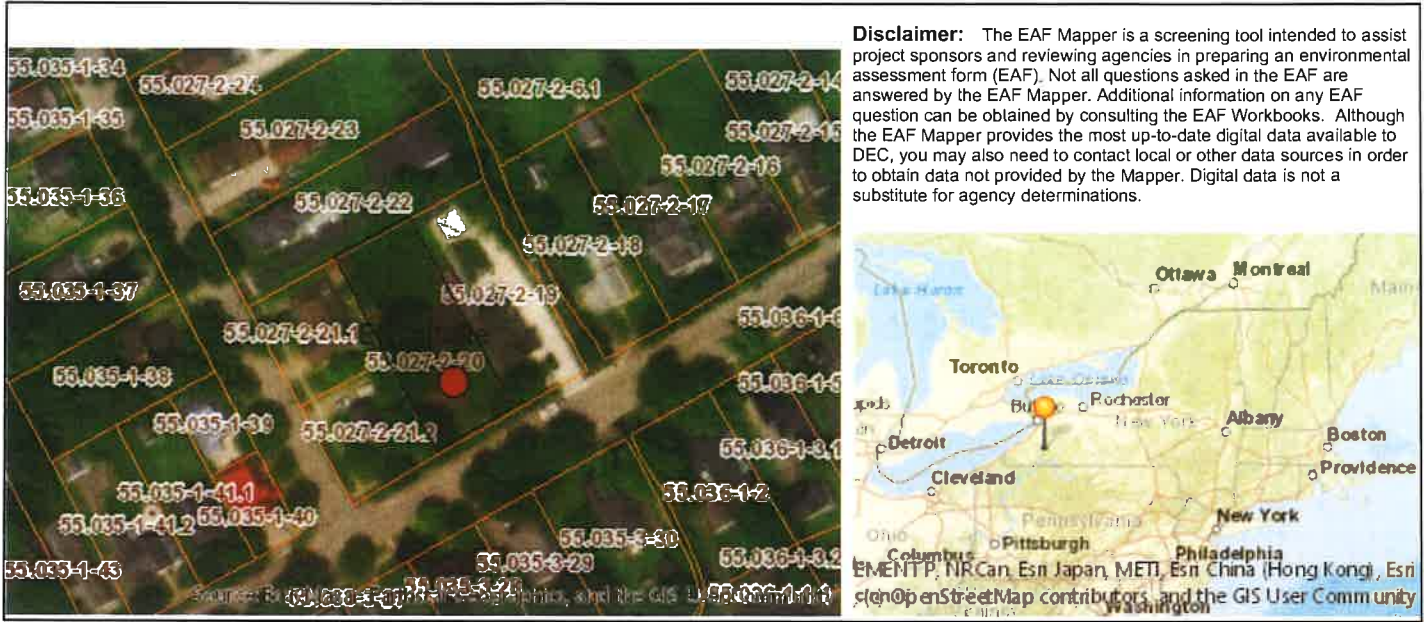 Disclaimer: The EAF Mapper is a screening tool intended to assist
project sponsors and reviewing agencies in preparing an environmental
assessment form (EAF). Not all questions asked in the EAF are
answered by the EAF Mapper. Additional information on any EAF
question can be obtained by consulting the EAF Workbooks. Although
the EAF Mapper provides the most up-to-date digital data available to
DEC, you may also need to contact local or other data sources in order
to obtain data not provided by the Mapper. Digital data is not a
substitute for agency determinations.
55.035-1-34
55.027-2-24
55.027-2-6.1
55.027-2-14
55.035-1-35
55.027-2-23
55.027-2-15
55.027-2-16
55.035-1-36
55.027-2-22
55.027-2-17
55.027-2-18
55.035-1-37
55.027-2-19
55.036-1-6
55.027-2-21.1
55.027-2-20
55.035-1-38
55.036-1-5
55.035-1-39
55.027-2-21.2
55.036-1-3.1
55.035-1-41.1
55.036-1-2
55.035-1-40
55.035-1-41.2
55.035-3-30
55.035-3-29
55.036-1-3.2
55.035-1-43
and the GIS User
Ottawa
Montreal
Lake Huron
Main
Toronto
Rochester
New York
Albany
Detroit
Boston
Providence
Cleveland
New York
Pennsylvania
Ohio
Pittsburgh
Columbus
Philadelphia
EMENTP, NRCan, Esri Japan, METI, Esri China (Hong Kong), Esri
OpenStreetMap contributors, and the GIS User Community
Washington